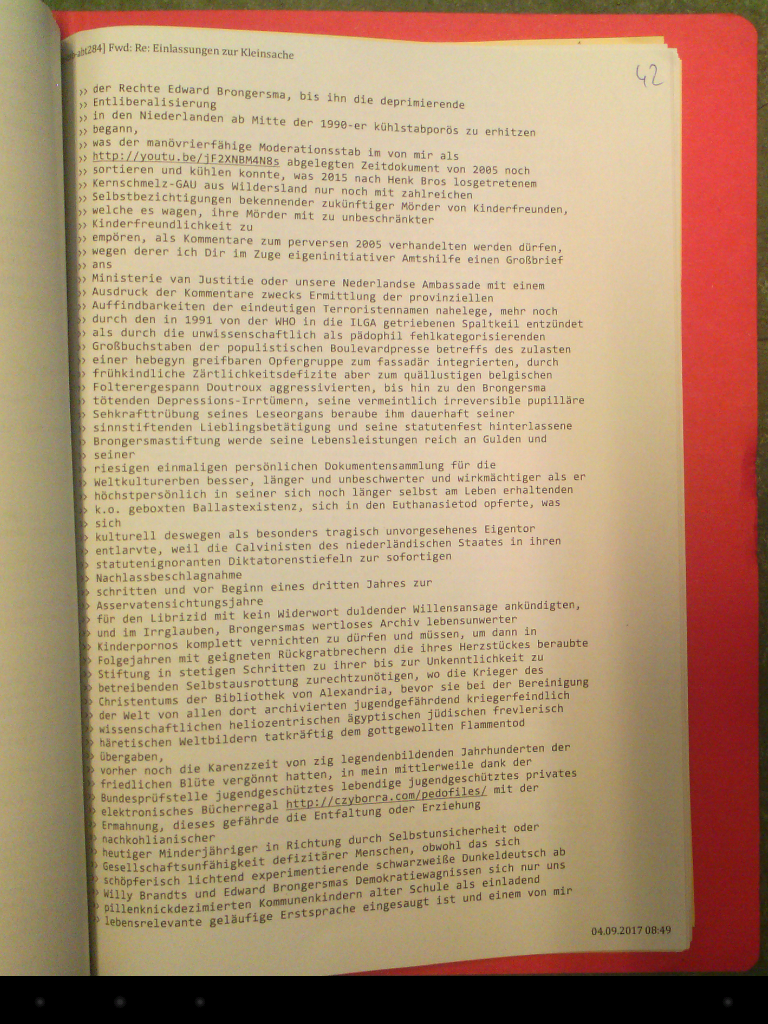 abt284] Fwd: Re: Einlassungen zur Kleinsache
42
>> der Rechte Edward Brongersma, bis ihn die deprimierende
>> Entliberalisierung
>> in den Niederlanden ab Mitte der 1990-er kühlstabporös zu erhitzen
>> begann,
>> was der manövrierfähige Moderationsstab im von mir als
>> http://youtu.be/jF2XNBM4N8s abgelegten Zeitdokument von 2005 noch
>> sortieren und kühlen konnte, was 2015 nach Henk Bros losgetretenem
>> Kernschmelz-GAU aus Wildersland nur noch mit zahlreichen
>> Selbstbezichtigungen bekennender zukünftiger Mörder von Kinderfreunden,
>> welche es wagen, ihre Mörder mit zu unbeschränkter
>> Kinderfreundlichkeit zu
>> empören, als Kommentare zum perversen 2005 verhandelten werden dürfen,
>> wegen derer ich Dir im Zuge eigeninitiativer Amtshilfe einen Großbrief
>> ans
>> Ministerie van Justitie oder unsere Nederlandse Ambassade mit einem
>> Ausdruck der Kommentare zwecks Ermittlung der provinziellen
>> Auffindbarkeiten der eindeutigen Terroristennamen nahelege, mehr noch
>> durch den in 1991 von der WHO in die ILGA getriebenen Spaltkeil entzündet
>> als durch die unwissenschaftlich als pädophil fehlkategorisierenden
>> Großbuchstaben der populistischen Boulevardpresse betreffs des zulasten
>> einer hebegyn greifbaren Opfergruppe zum fassadär integrierten, durch
>> frühkindliche Zärtlichkeitsdefizite aber zum quällustigen belgischen
>> Folterergespann Doutroux aggressivierten, bis hin zu den Brongersma
>> tötenden Depressions-Irrtümern, seine vermeintlich irreversible pupilläre
>> Sehkrafttrübung seines Leseorgans beraube ihm dauerhaft seiner
>> sinnstiftenden Lieblingsbetätigung und seine statutenfest hinterlassene
>> Brongersmastiftung werde seine Lebensleistungen reich an Gulden und
>> seiner
>> riesigen einmaligen persönlichen Dokumentensammlung für die
>> Weltkulturerben besser, länger und unbeschwerter und wirkmächtiger als er
>> höchstpersönlich in seiner sich noch länger selbst am Leben erhaltenden
>> k.o. geboxten Ballastexistenz, sich in den Euthanasietod opferte, was
>> sich
>> kulturell deswegen als besonders tragisch unvorgesehenes Eigentor
>> entlarvte, weil die Calvinisten des niederländischen Staates in ihren
>> statutenignoranten Diktatorenstiefeln zur sofortigen
>> Nachlassbeschlagnahme
>> schritten und vor Beginn eines dritten Jahres zur
>> Asservatensichtungsjahre
>> für den Librizid mit kein Widerwort duldender Willensansage ankündigten,
>> und im Irrglauben, Brongersmas wertloses Archiv lebensunwerter
>> Kinderpornos komplett vernichten zu dürfen und müssen, um dann in
>> Folgejahren mit geigneten Rückgratbrechern die ihres Herzstückes beraubte
>> Stiftung in stetigen Schritten zu ihrer bis zur Unkenntlichkeit zu
>> betreibenden Selbstausrottung zurechtzunötigen, wo die Krieger des
>> Christentums der Bibliothek von Alexandria, bevor sie bei der Bereinigung
>> der Welt von allen dort archivierten jugendgefährdend kriegerfeindlich
>> wissenschaftlichen heliozentrischen ägyptischen jüdischen frevlerisch
>> häretischen Weltbildern tatkräftig dem gottgewollten Flammentod
>> übergaben,
>> vorher noch die Karenzzeit von zig legendenbildenden Jahrhunderten der
>> friedlichen Blüte vergönnt hatten, in mein mittlerweile dank der
>> Bundesprüfstelle jugendgeschütztes lebendige jugendgeschütztes privates
>> elektronisches Bücherregal http://czyborra.com/pedofiles/ mit der
>> Ermahnung, dieses gefährde die Entfaltung oder Erziehung
>> nachkohlianischer
>> heutiger Minderjähriger in Richtung durch Selbstunsicherheit oder
>> Gesellschaftsunfähigkeit defizitärer Menschen, obwohl das sich
>> schöpferisch lichtend experimentierende schwarzweiße Dunkeldeutsch ab
>> Willy Brandts und Edward Brongersmas Demokratiewagnissen sich nur uns
>> pillenknickdezimierten Kommunenkindern alter Schule als einladend
>> lebensrelevante geläufige Erstsprache eingesaugt ist und einem von mir
04.09.2017 08:49